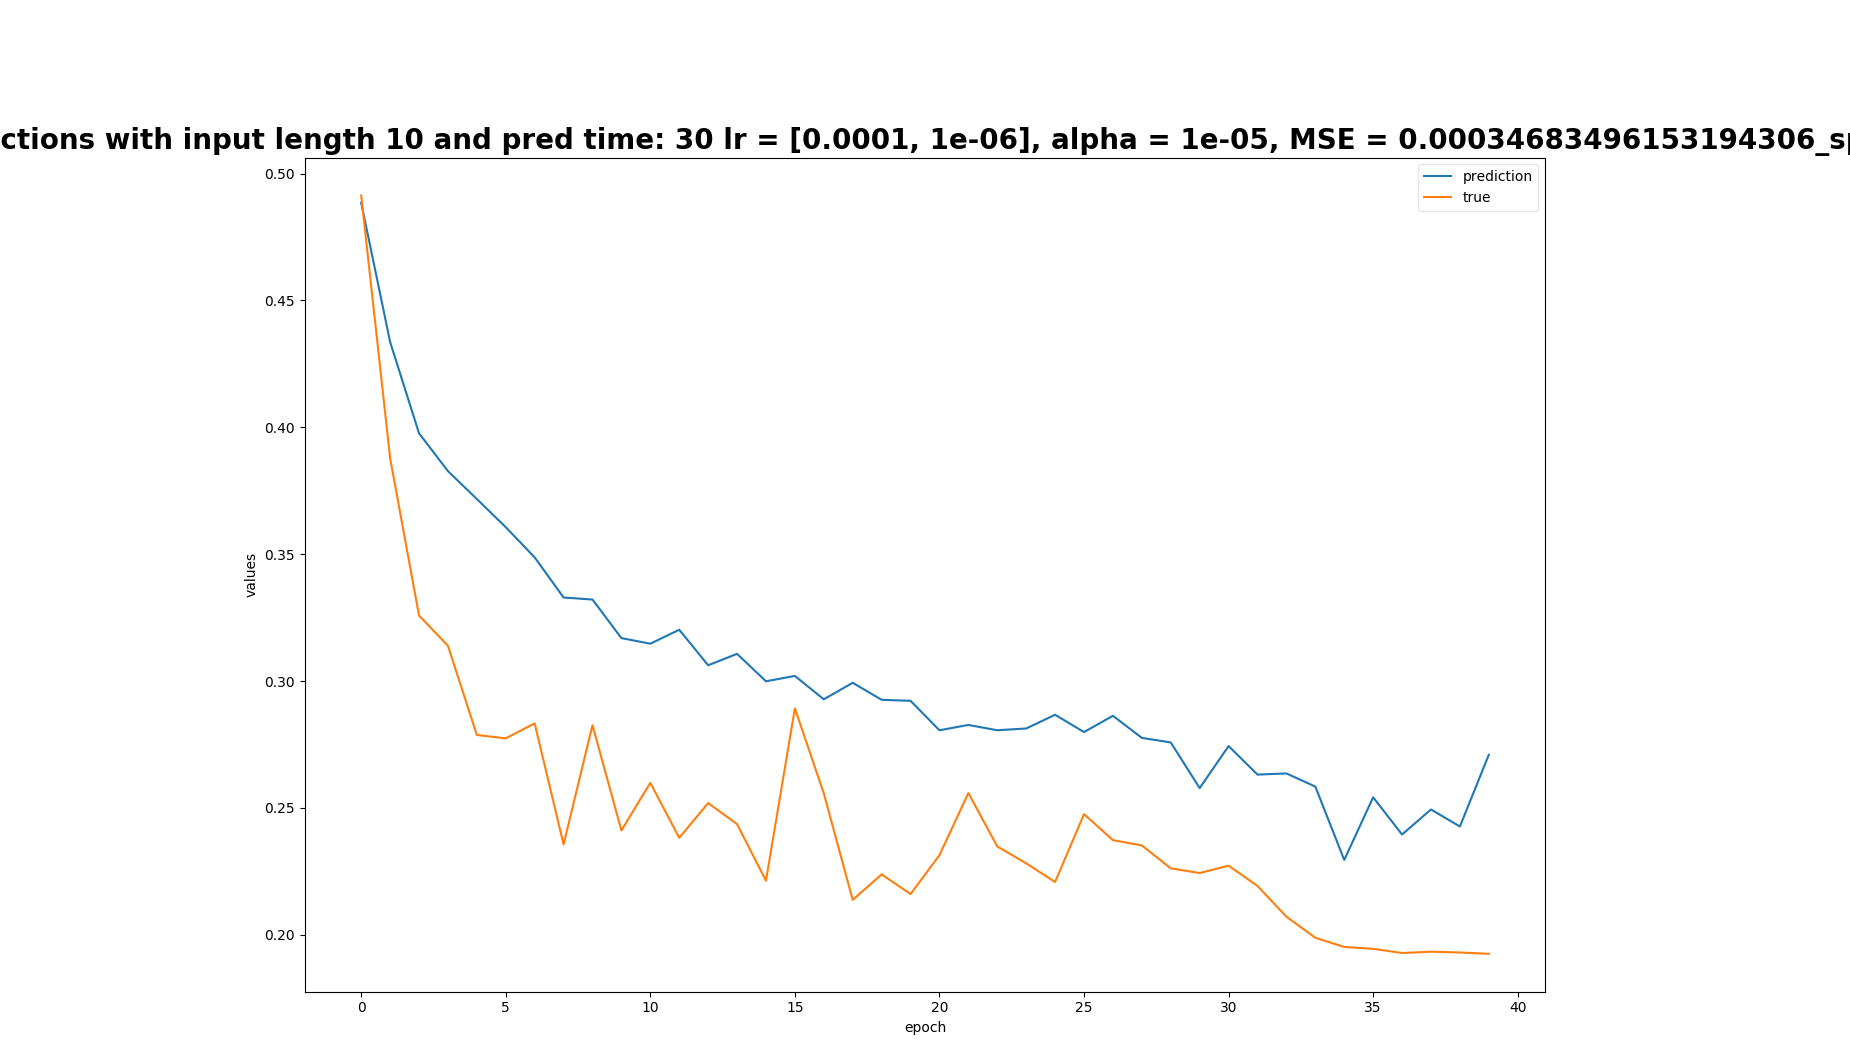 ctions with input length 10 and pred time: 30 lr = [0.0001, 1e-06], alpha = 1e-05, MSE = 0.00034683496153194306_sp
prediction
true
0.50
0.45
0.40
0.35
0.30
0.25
0.20
values
0 5 10 15 20 25 30 35 40
epoch